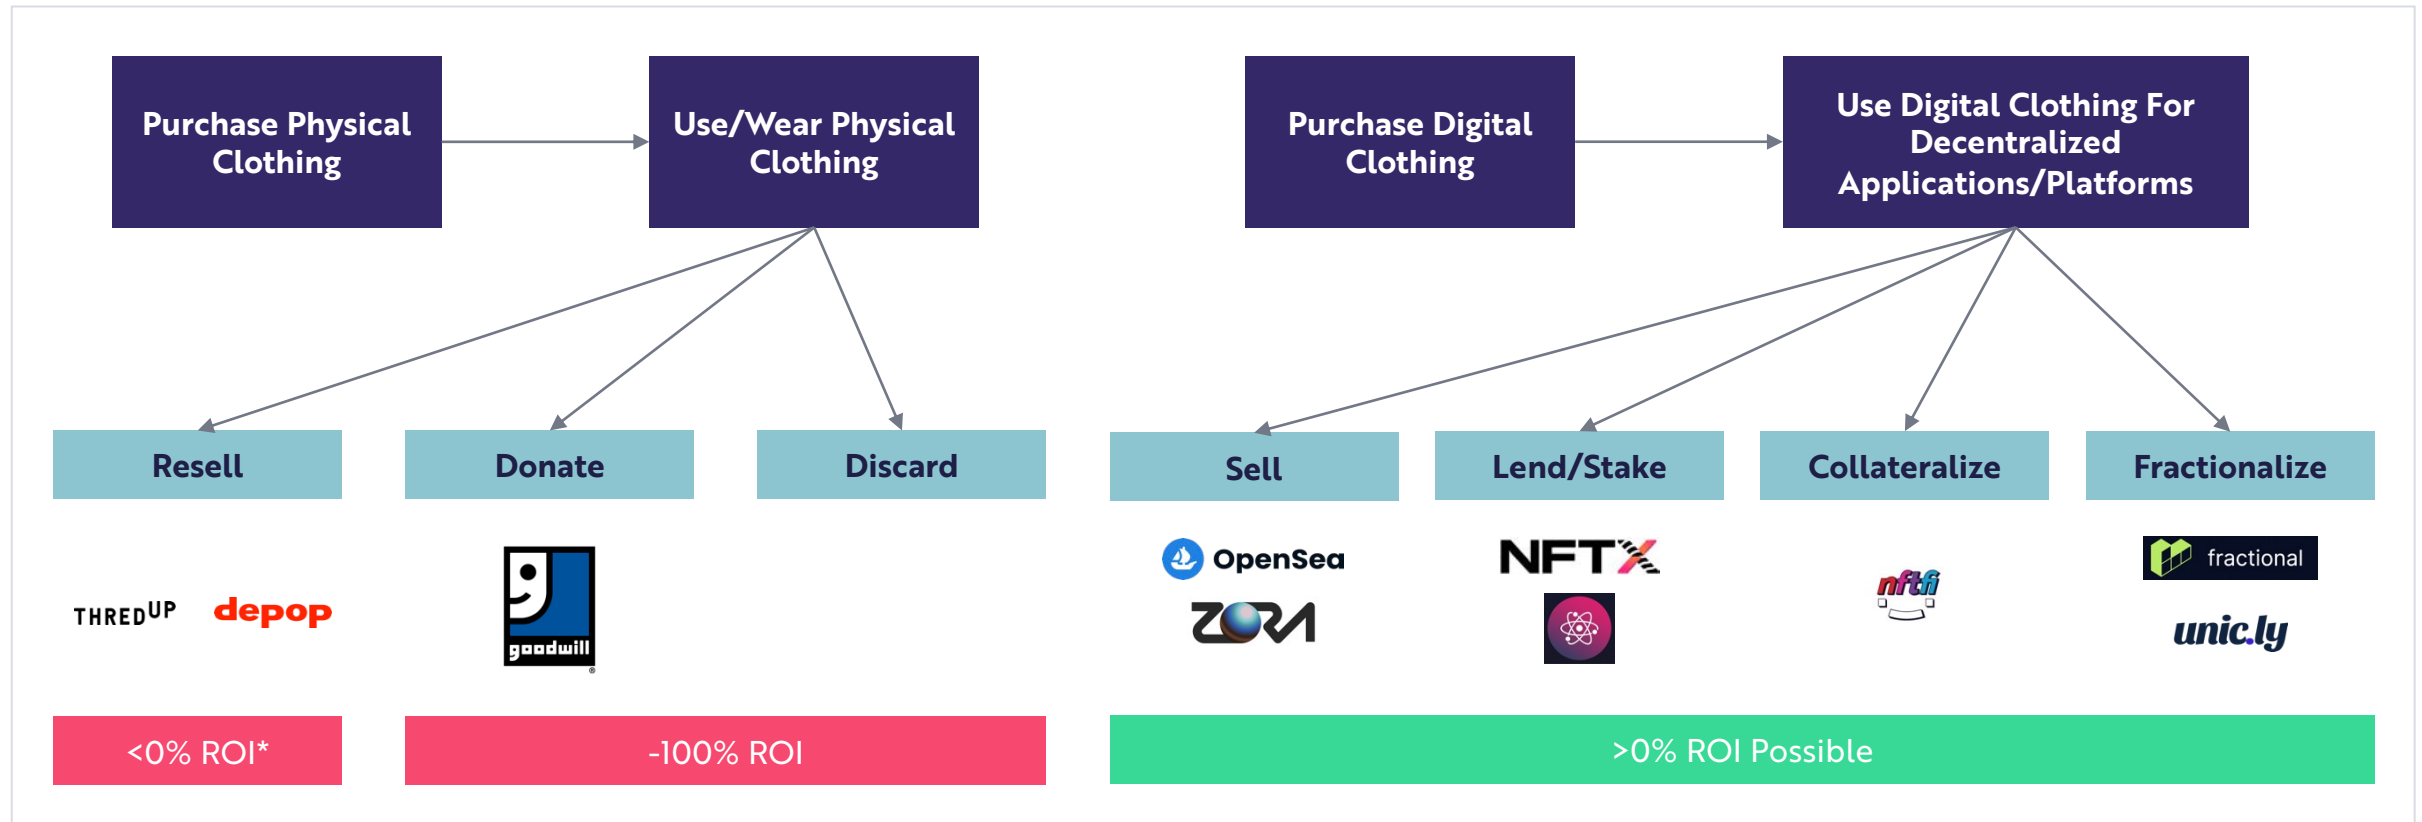 Purchase Physical
Clothing
Use/Wear Physical
Clothing
Purchase Digital
Clothing
Use Digital Clothing For
Decentralized
Applications/Platforms
Resell
Donate
Discard
Sell
Lend/Stake
Collateralize
Fractionalize
THREDUP
depop
goodwill
®
OpenSea
ZORA
NFTX
nftfi
fractional
unic.ly
<0% ROI*
-100% ROI
>0% ROI Possible